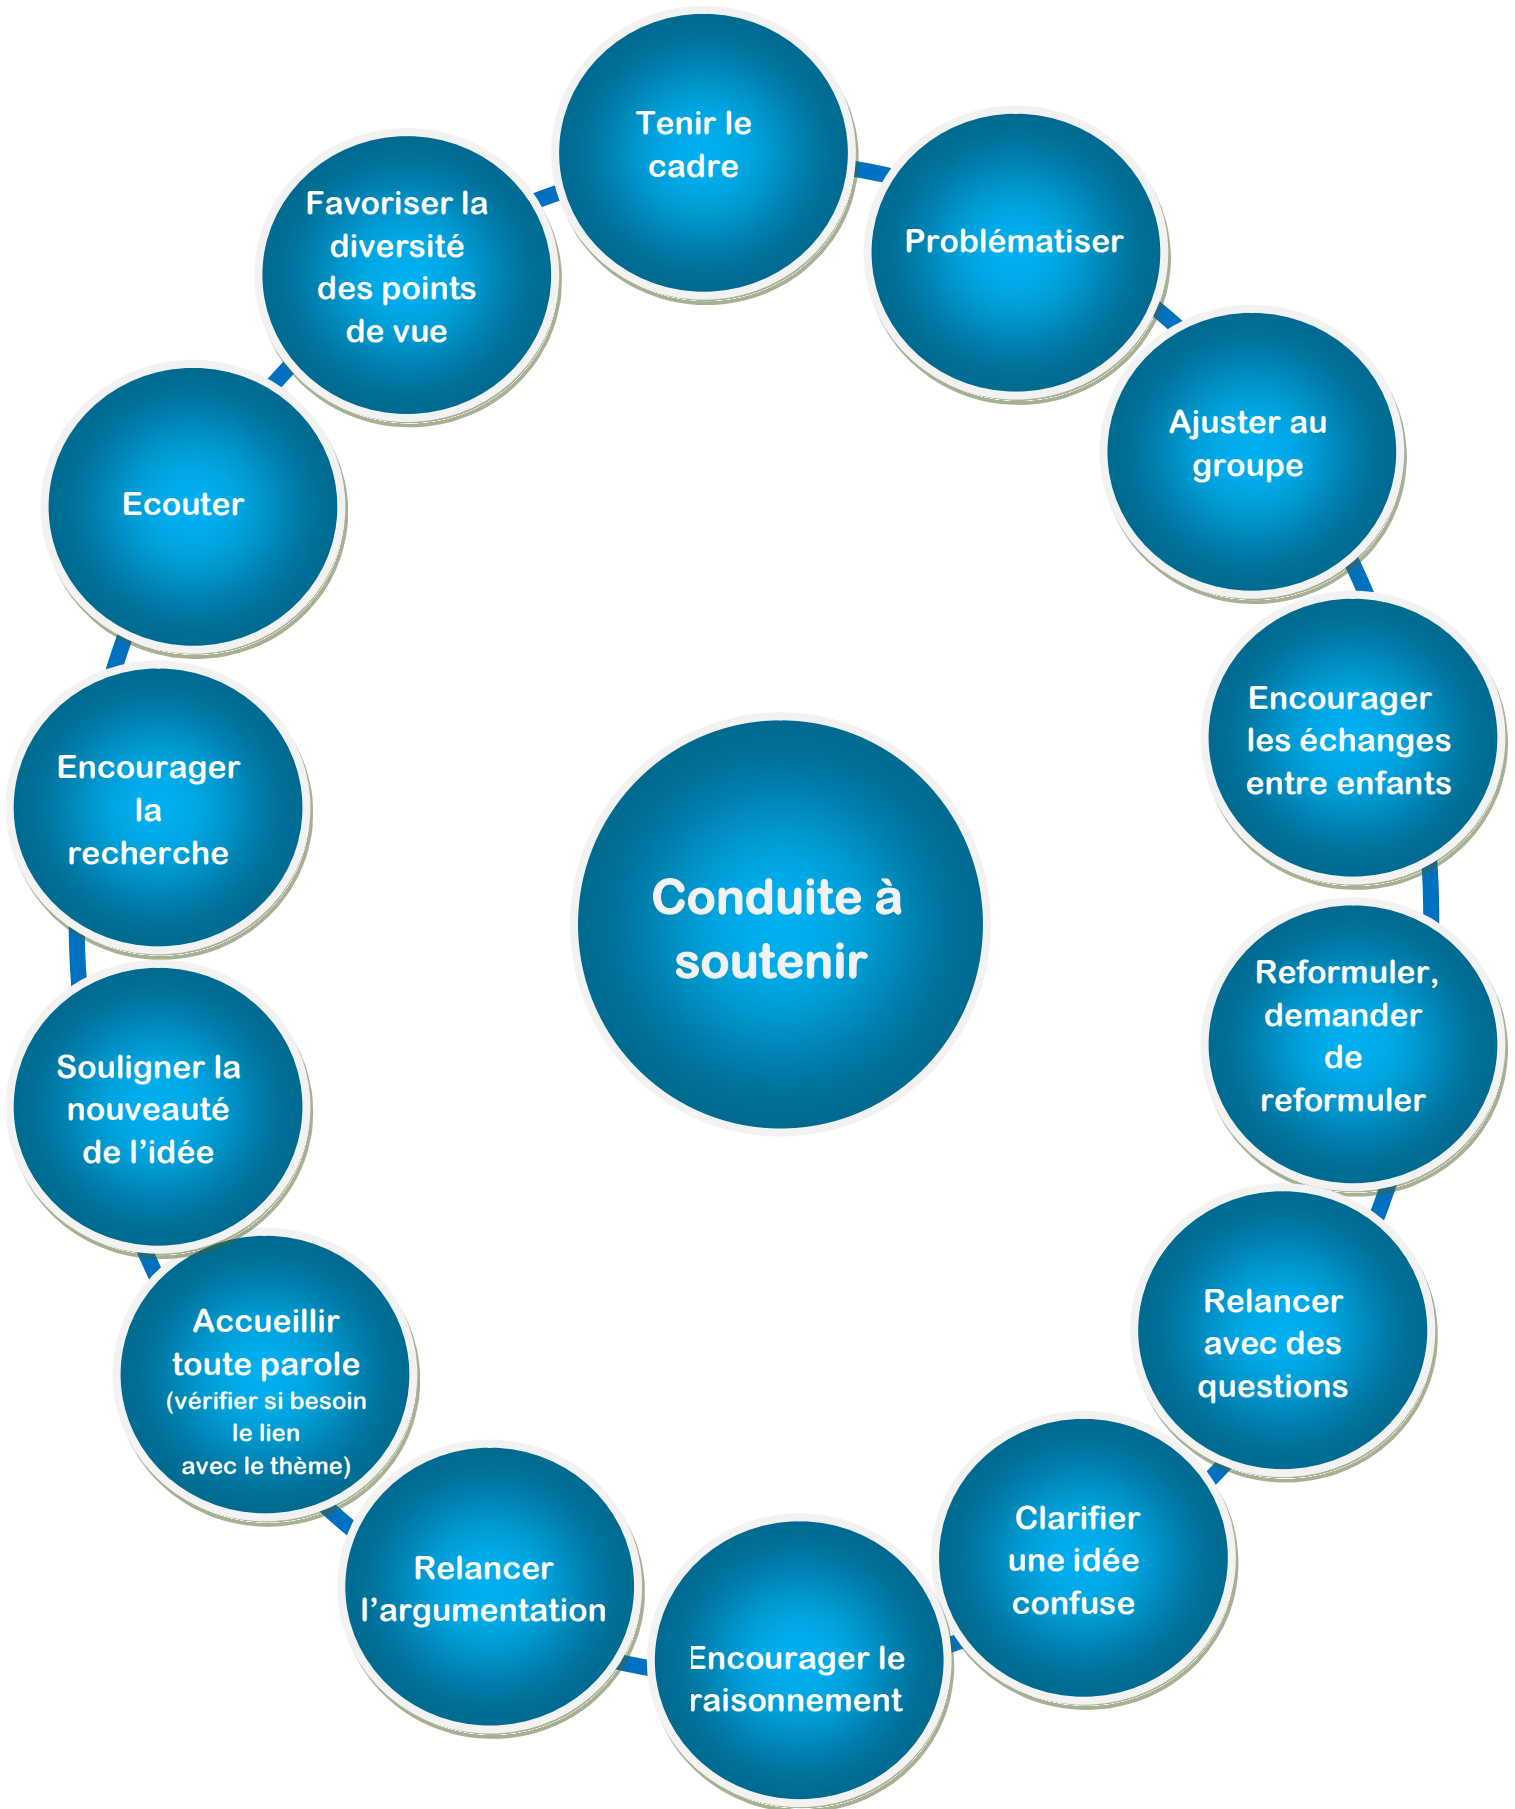 Tenir le
cadre
Problématiser
Ajuster au
groupe
Encourager
les échanges
entre enfants
Reformuler,
demander
de
reformuler
Relancer
avec des
questions
Clarifier
une idée
confuse
Encourager le
raisonnement
Relancer
l’argumentation
Accueillir
toute parole
(vérifier si besoin
le lien
avec le thème)
Souligner la
nouveauté
de l’idée
Encourager
la
recherche
Ecouter
Favoriser la
diversité
des points
de vue
Conduite à
soutenir